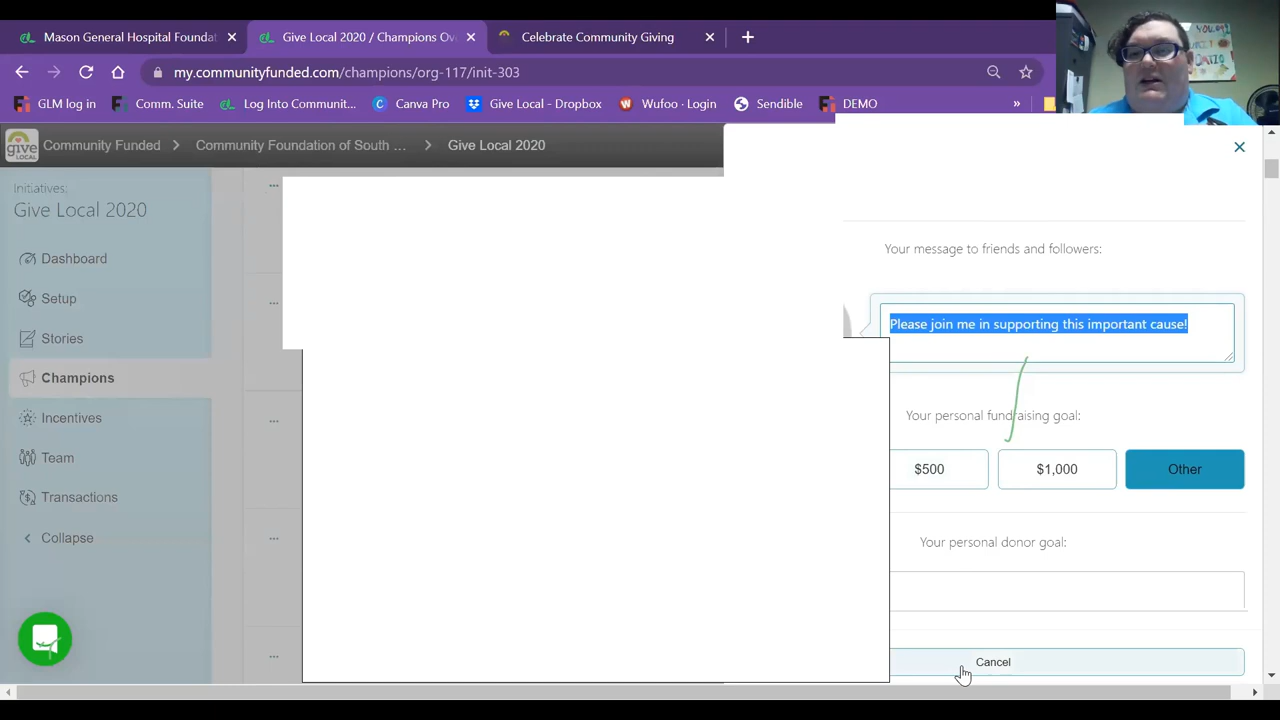 Mason General Hospital Foundat
Give Local 2020 / Champions Ov
Celebrate Community Giving
my.communityfunded.com/champions/org-117/init-303
GLM log in
Comm. Suite
Log Into Communit...
Canva Pro
Give Local - Dropbox
Wufoo · Login
Sendible
DEMO
»
give LOCAL
Community Funded > Community Foundation of South ... > Give Local 2020
Initiatives:
Give Local 2020
Dashboard
Setup
Stories
Champions
Incentives
Team
Transactions
Collapse
Your message to friends and followers:
Please join me in supporting this important cause!
Your personal fundraising goal:
$500
$1,000
Other
Your personal donor goal:
Cancel